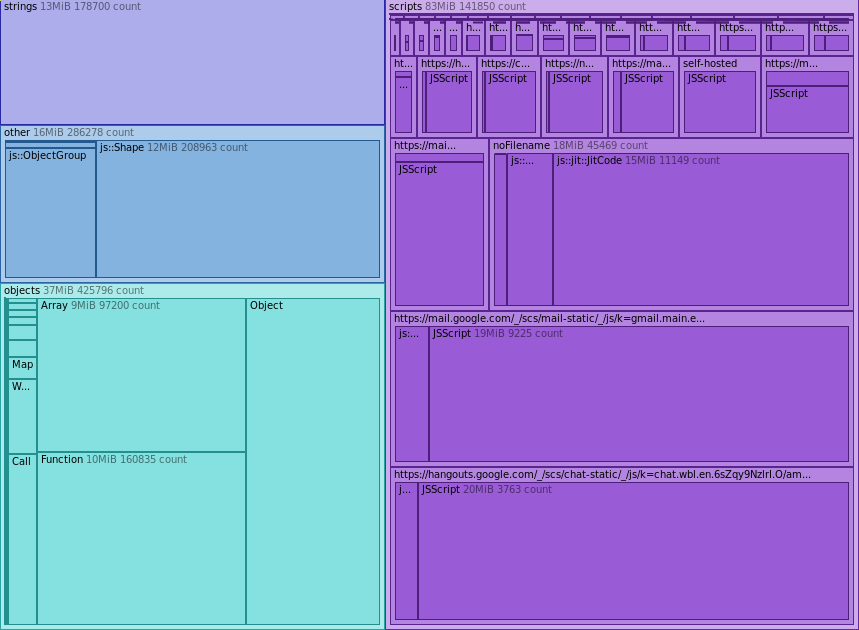 strings 13MiB 178700 count
other 16MiB 286278 count
js::ObjectGroup
js::Shape 12MiB 208963 count
objects 37MiB 425796 count
Array 9MiB 97200 count
Object
Map
W...
Call
Function 10MiB 160835 count
scripts 83MiB 141850 count
... ... h... ht... h... ht... ht... ht... htt... htt... https... http... https...
ht... https://h... https://c... https://n... https://ma... self-hosted https://m...
... JSScript JSScript JSScript JSScript JSScript JSScript
https://mai...
JSScript
noFilename 18MiB 45469 count
js::... js::jit::JitCode 15MiB 11149 count
https://mail.google.com/_/scs/mail-static/_/js/k=gmail.main.e...
js:... JSScript 19MiB 9225 count
https://hangouts.google.com/_/scs/chat-static/_/js/k=chat.wbl.en.6sZqy9NzIrI.O/am...
j... JSScript 20MiB 3763 count